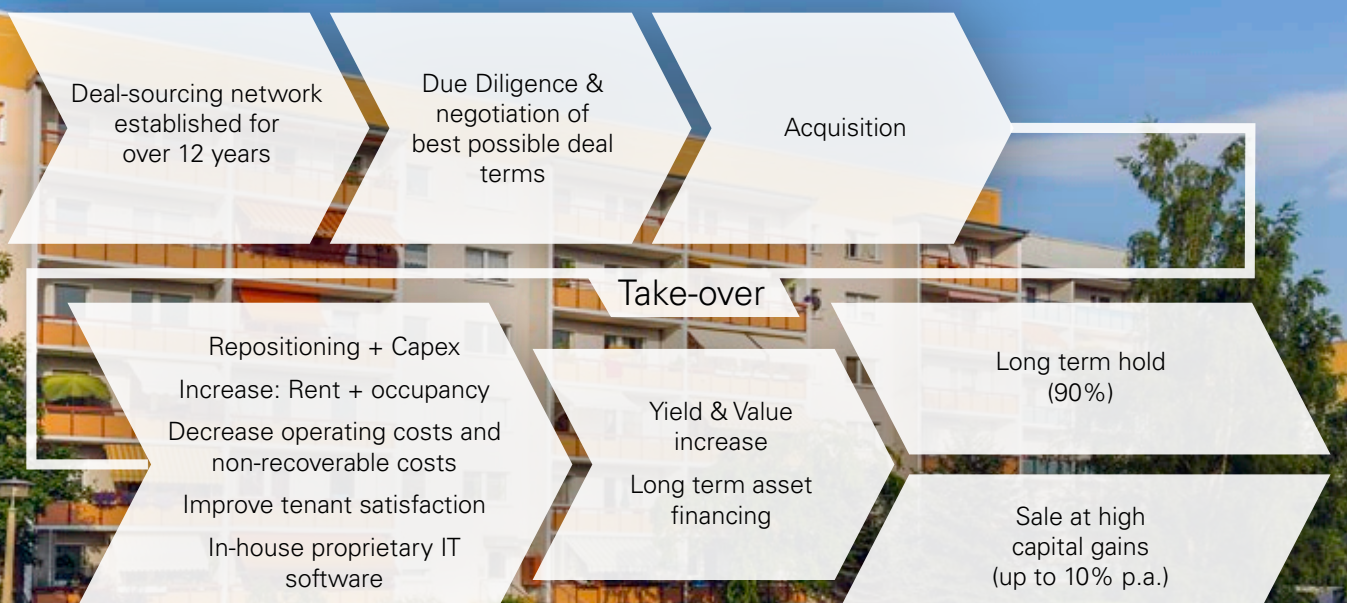 Deal-sourcing network
established for
over 12 years
Due Diligence &
negotiation of
best possible deal
terms
Acquisition
Take-over
Repositioning + Capex
Increase: Rent + occupancy
Decrease operating costs and
non-recoverable costs
Improve tenant satisfaction
In-house proprietary IT
software
Yield & Value
increase
Long term asset
financing
Long term hold
(90%)
Sale at high
capital gains
(up to 10% p.a.)